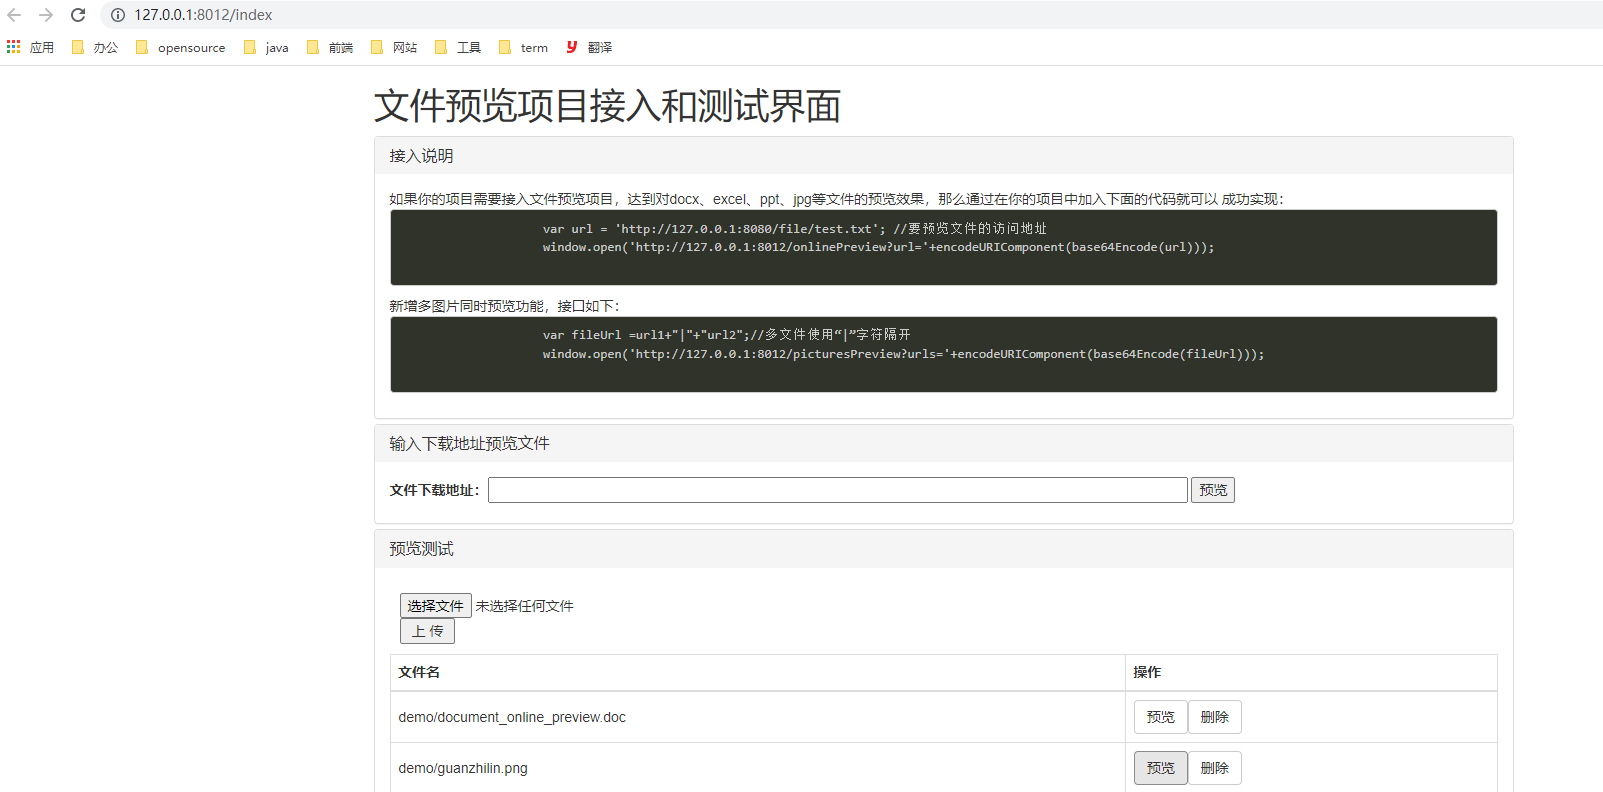 127.0.0.1:8012/index
应用 办公 opensource java 前端 网站 工具 term 翻译
文件预览项目接入和测试界面
接入说明
如果你的项目需要接入文件预览项目，达到对docx、excel、ppt、jpg等文件的预览效果，那么通过在你的项目中加入下面的代码就可以 成功实现：
var url = 'http://127.0.0.1:8080/file/test.txt'; //要预览文件的访问地址
window.open('http://127.0.0.1:8012/onlinePreview?url='+encodeURIComponent(base64Encode(url)));
新增多图片同时预览功能，接口如下：
var fileUrl =url1+"|"+"url2";//多文件使用“|”字符隔开
window.open('http://127.0.0.1:8012/picturesPreview?urls='+encodeURIComponent(base64Encode(fileUrl)));
输入下载地址预览文件
文件下载地址： 预览
预览测试
选择文件 未选择任何文件
上 传
文件名 操作
demo/document_online_preview.doc 预览 删除
demo/guanzhilin.png 预览 删除